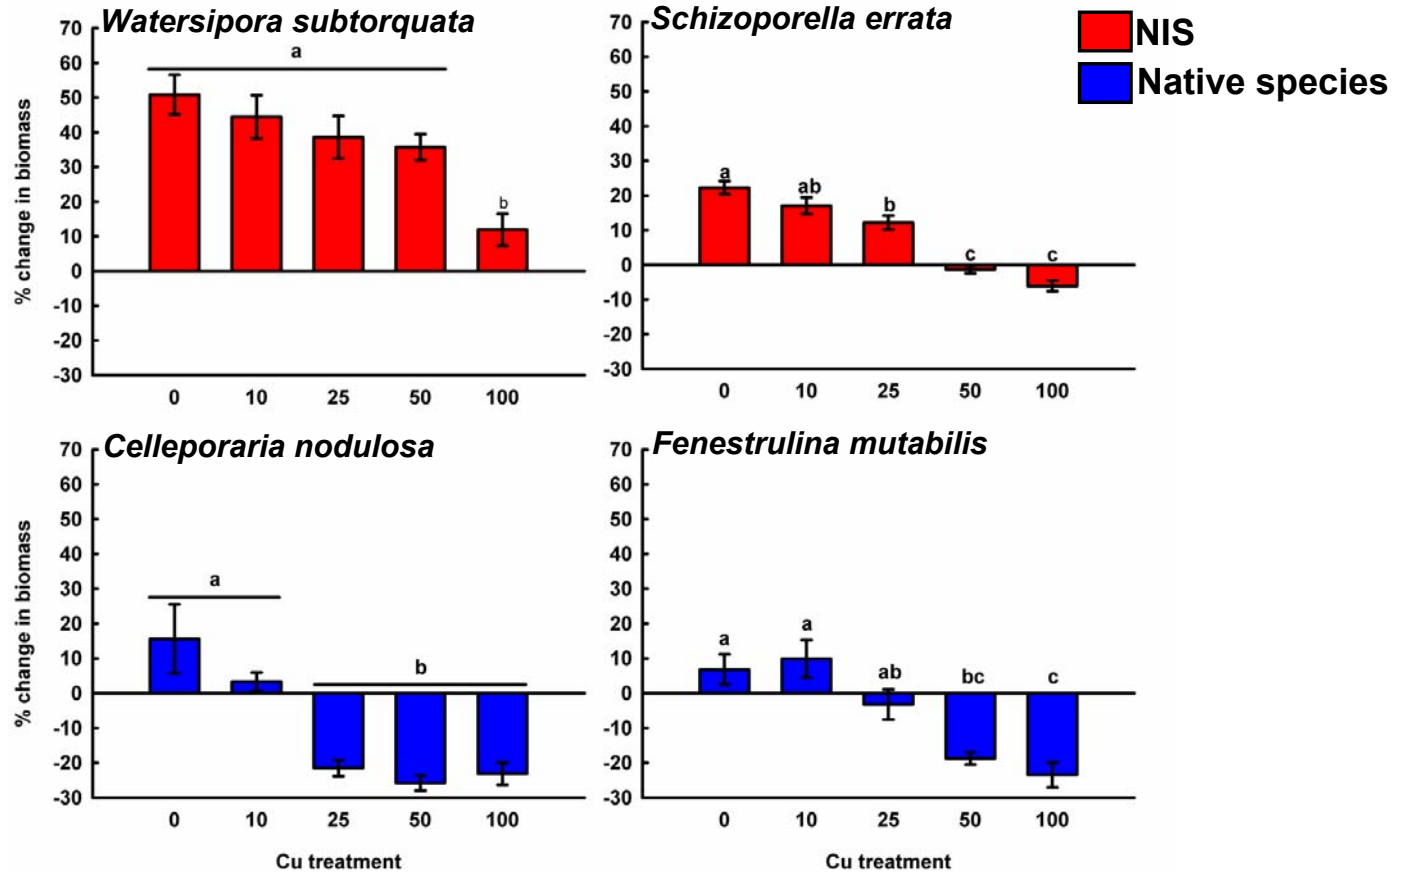 Watersipora subtorquata
% change in biomass
70
60
50
40
30
20
10
0
-10
-20
-30
a
b
0 10 25 50 100
Schizoporella errata
70
60
50
40
30
20
10
0
-10
-20
-30
a ab b c c
0 10 25 50 100
NIS
Native species
Celleporaria nodulosa
% change in biomass
70
60
50
40
30
20
10
0
-10
-20
-30
a
b
0 10 25 50 100
Cu treatment
Fenestrulina mutabilis
70
60
50
40
30
20
10
0
-10
-20
-30
a a ab bc c
0 10 25 50 100
Cu treatment